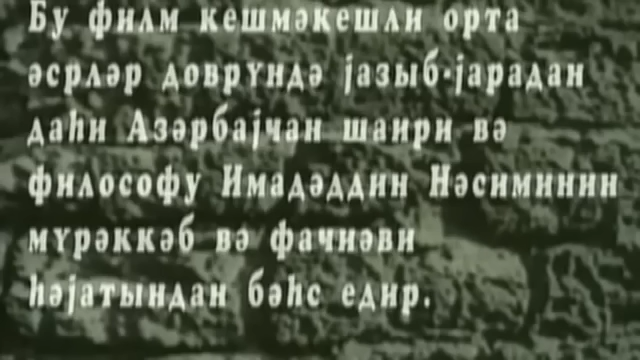 Бу филм кешмәкешли орта
әсрләр доврүндә јазыб-јарадан
даһи Азәрбајҹан шаири вә
философу Имадәддин Нәсиминин
мүрәккәб вә фаҹиәви
һәјатындан бәһс едир.